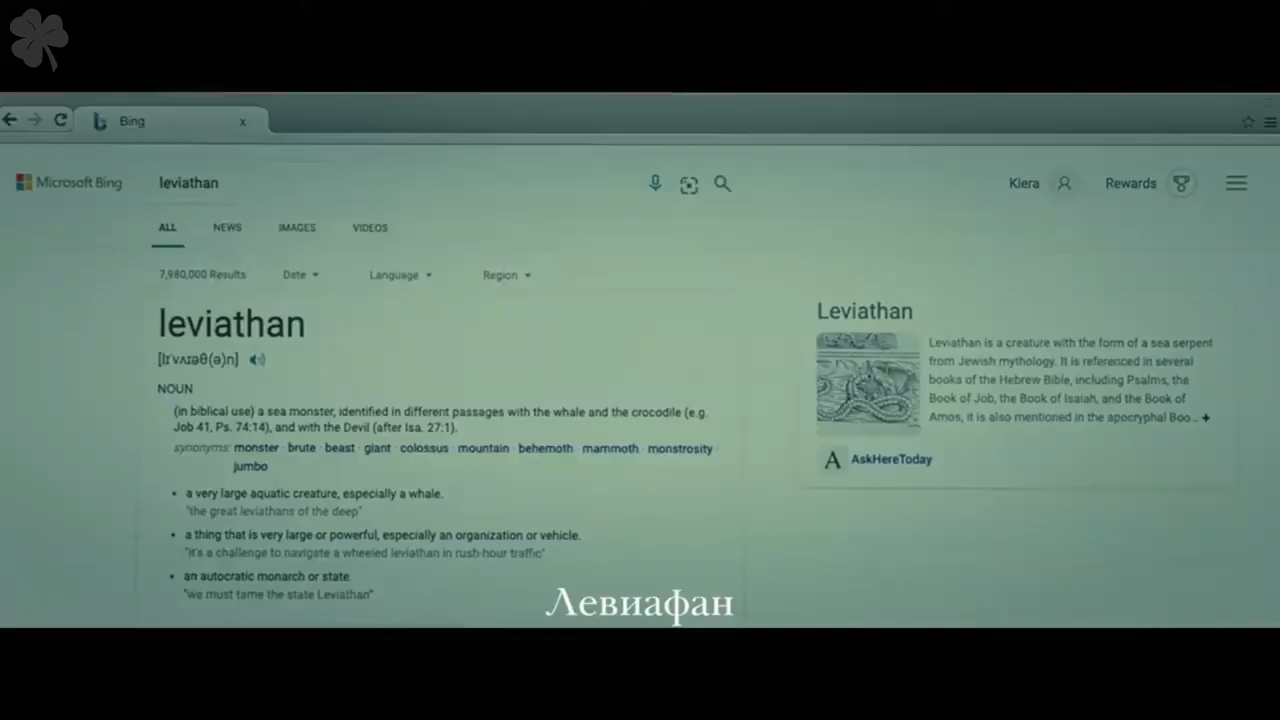 Bing x
Microsoft Bing leviathan Kiera Rewards
ALL NEWS IMAGES VIDEOS
7,980,000 Results Date Language Region
leviathan
[lɪˈvʌɪəθ(ə)n]
NOUN
(in biblical use) a sea monster, identified in different passages with the whale and the crocodile (e.g.
Job 41, Ps. 74:14), and with the Devil (after Isa. 27:1).
synonyms: monster · brute · beast · giant · colossus · mountain · behemoth · mammoth · monstrosity ·
jumbo
• a very large aquatic creature, especially a whale.
"the great leviathans of the deep"
• a thing that is very large or powerful, especially an organization or vehicle.
"it's a challenge to navigate a wheeled leviathan in rush-hour traffic"
• an autocratic monarch or state
"we must tame the state Leviathan"
Leviathan
Leviathan is a creature with the form of a sea serpent
from Jewish mythology. It is referenced in several
books of the Hebrew Bible, including Psalms, the
Book of Job, the Book of Isaiah, and the Book of
Amos, it is also mentioned in the apocryphal Boo... +
A AskHereToday
Левиафан